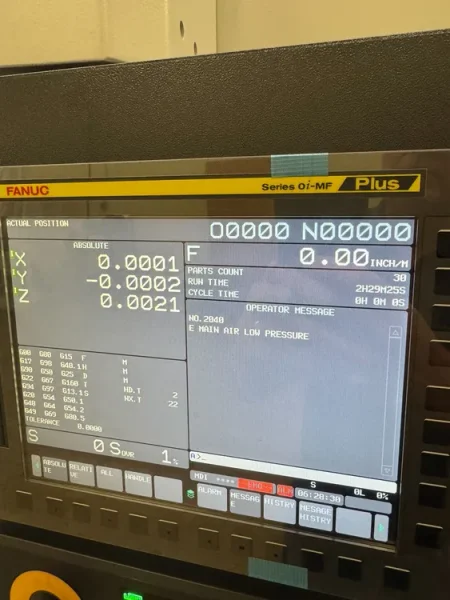 FANUC
Series 0i-MF Plus
ACTUAL POSITION
O0000 N00000
ABSOLUTE
X 0.0001
Y -0.0002
Z 0.0021
F 0.00 INCH/M
PARTS COUNT 30
RUN TIME 2H29M25S
CYCLE TIME 0H 0M 0S
OPERATOR MESSAGE
NO.2040
E MAIN AIR LOW PRESSURE
G00 G80 G15 F M
G17 G98 G40.1 H M
G90 G50 G25 D M
G22 G67 G160 T
G94 G97 G13.1 S
G20 G54 G50.1
G40 G64 G54.2
G49 G69 G80.5
HD.T 2
NX.T 22
TOLERANCE 0.0000
S 0 SOVR 1%
A>_
MDI **** --EMG-- ALM 06:28:30
S 0L 0%
ABSOLUTE
RELATIVE
ALL
HANDLE
ALARM
MESSAGE
HISTRY
MESAGE HISTRY